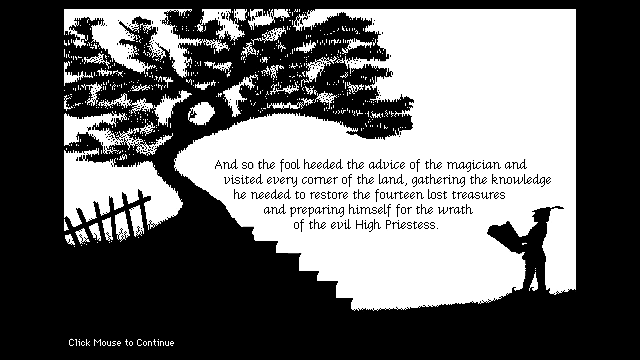 And so the fool heeded the advice of the magician and
visited every corner of the land, gathering the knowledge
he needed to restore the fourteen lost treasures
and preparing himself for the wrath
of the evil High Priestess.
Click Mouse to Continue